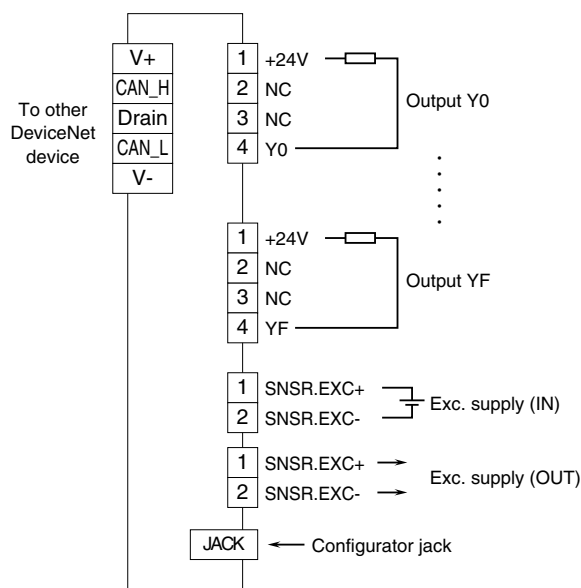 To other
DeviceNet
device
V+
CAN_H
Drain
CAN_L
V-
1 +24V
2 NC
3 NC
4 Y0
Output Y0
1 +24V
2 NC
3 NC
4 YF
Output YF
1 SNSR.EXC+
2 SNSR.EXC-
Exc. supply (IN)
1 SNSR.EXC+
2 SNSR.EXC-
Exc. supply (OUT)
JACK
Configurator jack